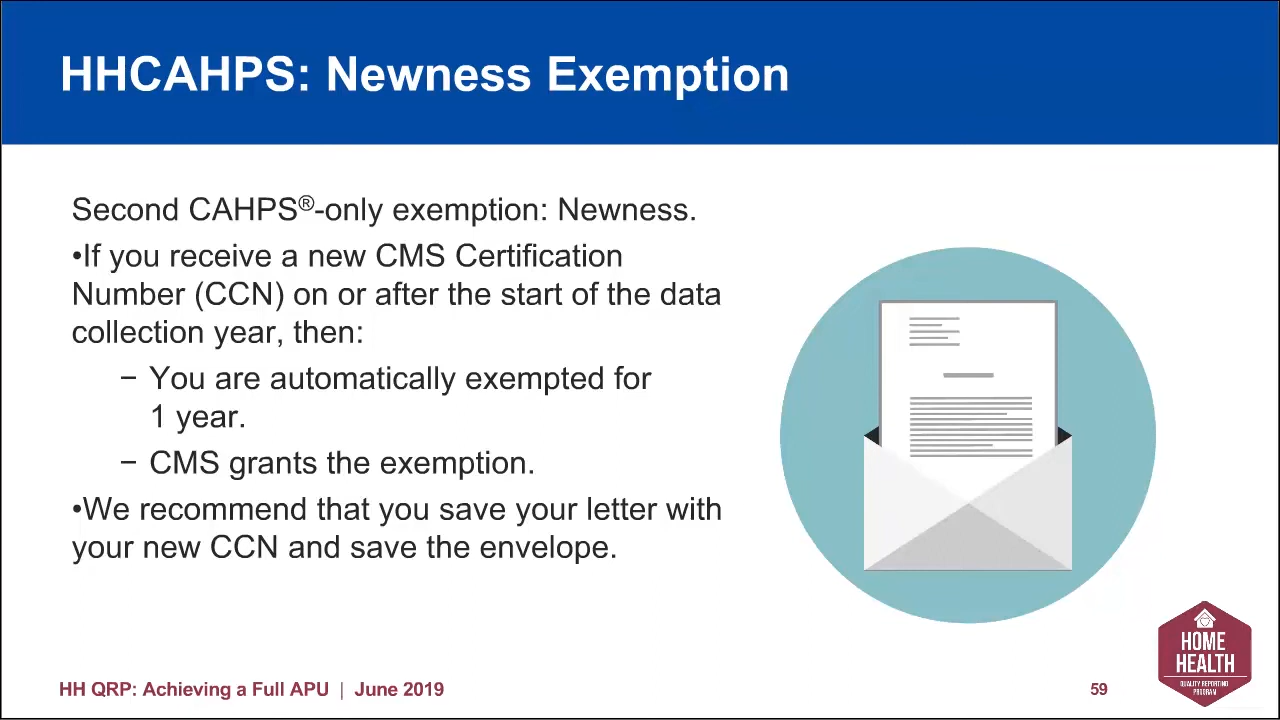 HHCAHPS: Newness Exemption
Second CAHPS®-only exemption: Newness.
•If you receive a new CMS Certification
Number (CCN) on or after the start of the data
collection year, then:
− You are automatically exempted for
1 year.
− CMS grants the exemption.
•We recommend that you save your letter with
your new CCN and save the envelope.
HH QRP: Achieving a Full APU | June 2019
59
HOME
HEALTH
QUALITY REPORTING
PROGRAM